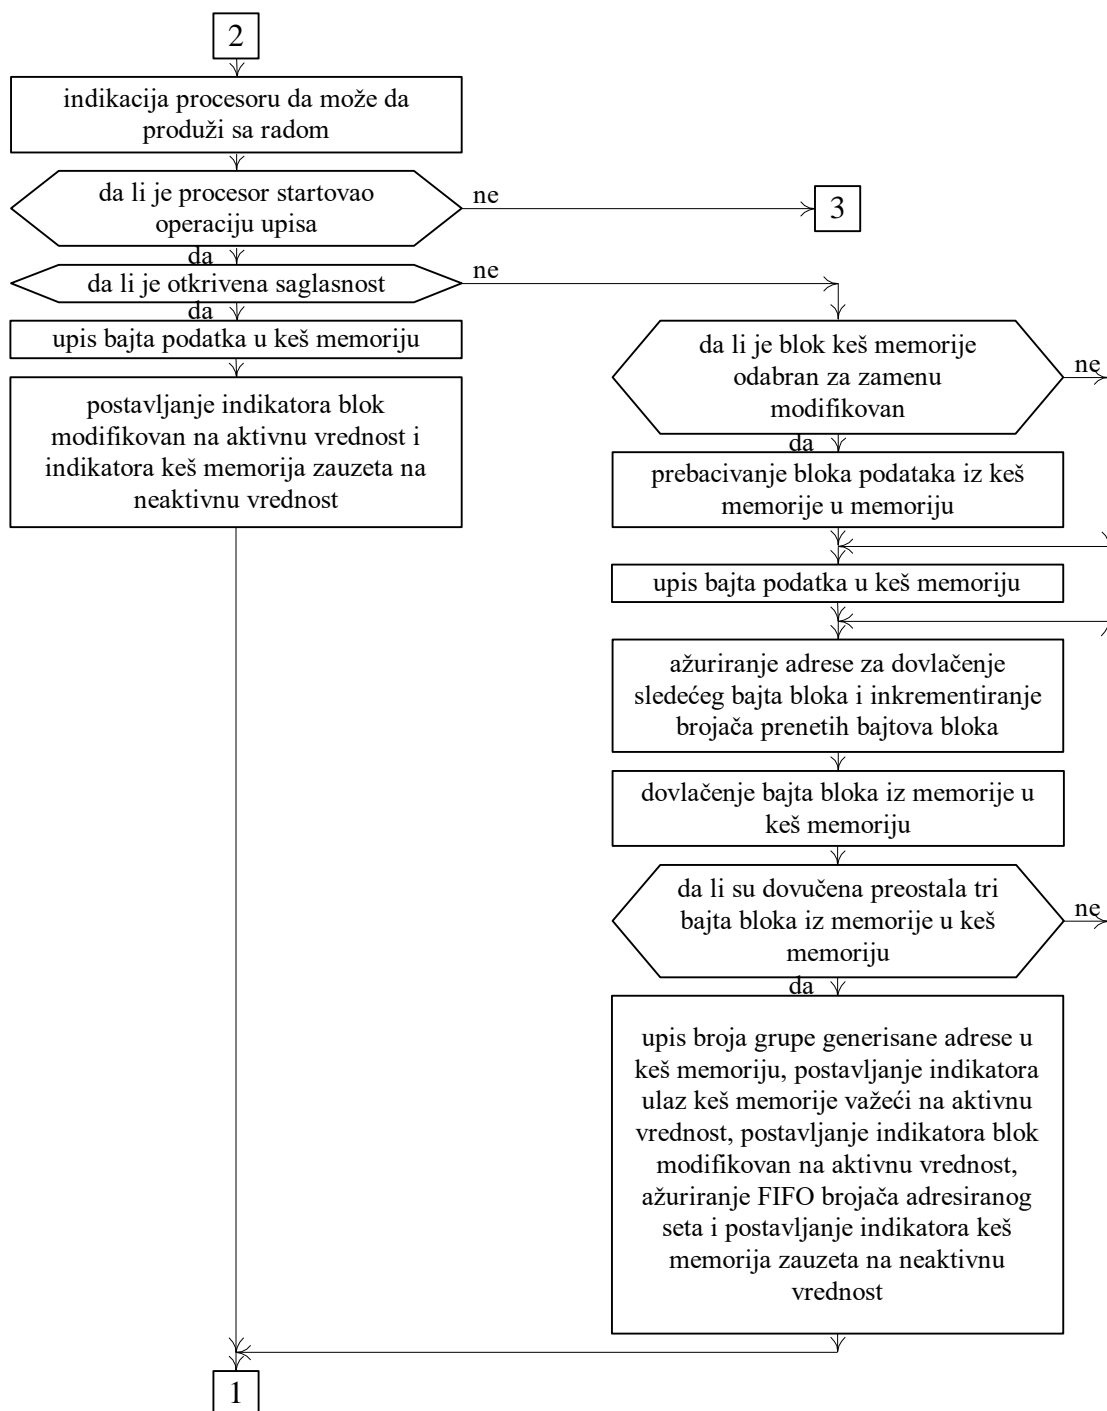 2
indikacija procesoru da može da
produži sa radom
da li je procesor startovao
operaciju upisa
ne
3
da
da li je otkrivena saglasnost
ne
da
upis bajta podatka u keš memoriju
postavljanje indikatora blok
modifikovan na aktivnu vrednost i
indikatora keš memorija zauzeta na
neaktivnu vrednost
da li je blok keš memorije
odabran za zamenu
modifikovan
ne
da
prebacivanje bloka podataka iz keš
memorije u memoriju
upis bajta podatka u keš memoriju
ažuriranje adrese za dovlačenje
sledećeg bajta bloka i inkrementiranje
brojača prenetih bajtova bloka
dovlačenje bajta bloka iz memorije u
keš memoriju
da li su dovučena preostala tri
bajta bloka iz memorije u keš
memoriju
ne
da
upis broja grupe generisane adrese u
keš memoriju, postavljanje indikatora
ulaz keš memorije važeći na aktivnu
vrednost, postavljanje indikatora blok
modifikovan na aktivnu vrednost,
ažuriranje FIFO brojača adresiranog
seta i postavljanje indikatora keš
memorija zauzeta na neaktivnu
vrednost
1